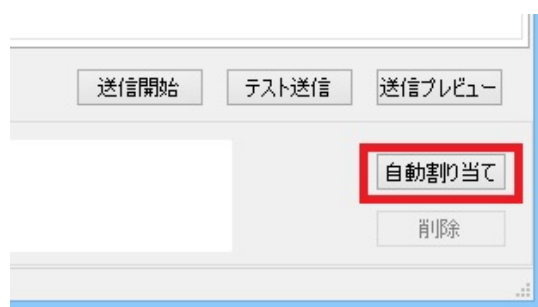 送信開始
テスト送信
送信プレビュー
自動割り当て
削除